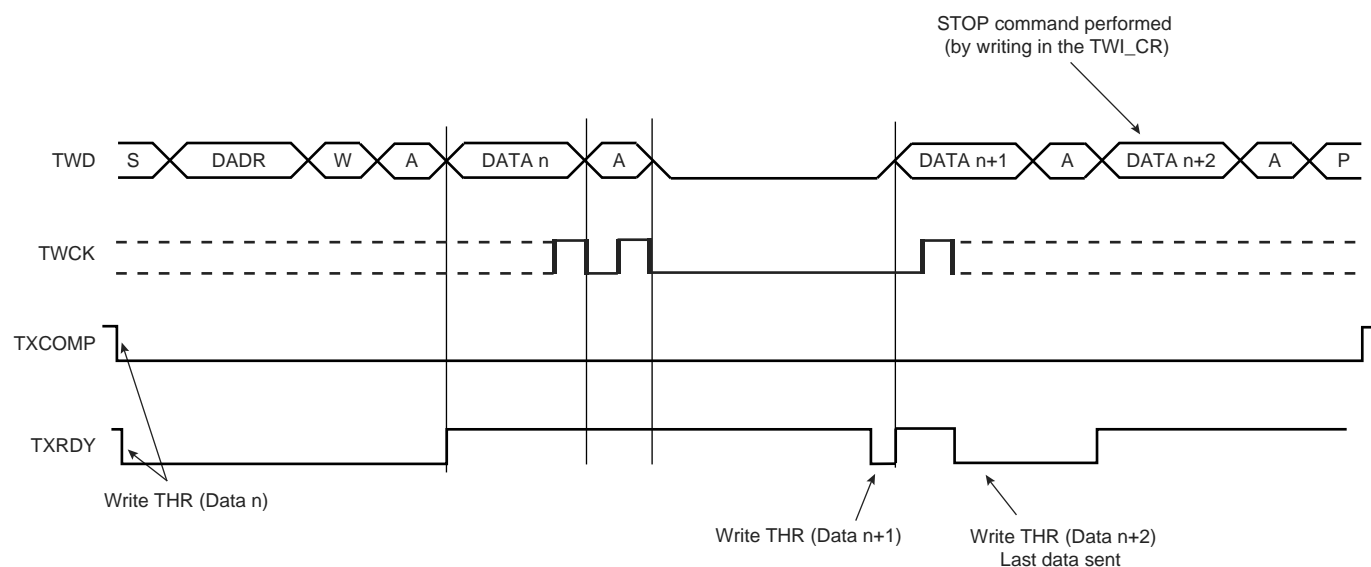 STOP command performed
(by writing in the TWI_CR)
TWD S DADR W A DATA n A DATA n+1 A DATA n+2 A P
TWCK
TXCOMP
TXRDY
Write THR (Data n)
Write THR (Data n+1)
Write THR (Data n+2)
Last data sent